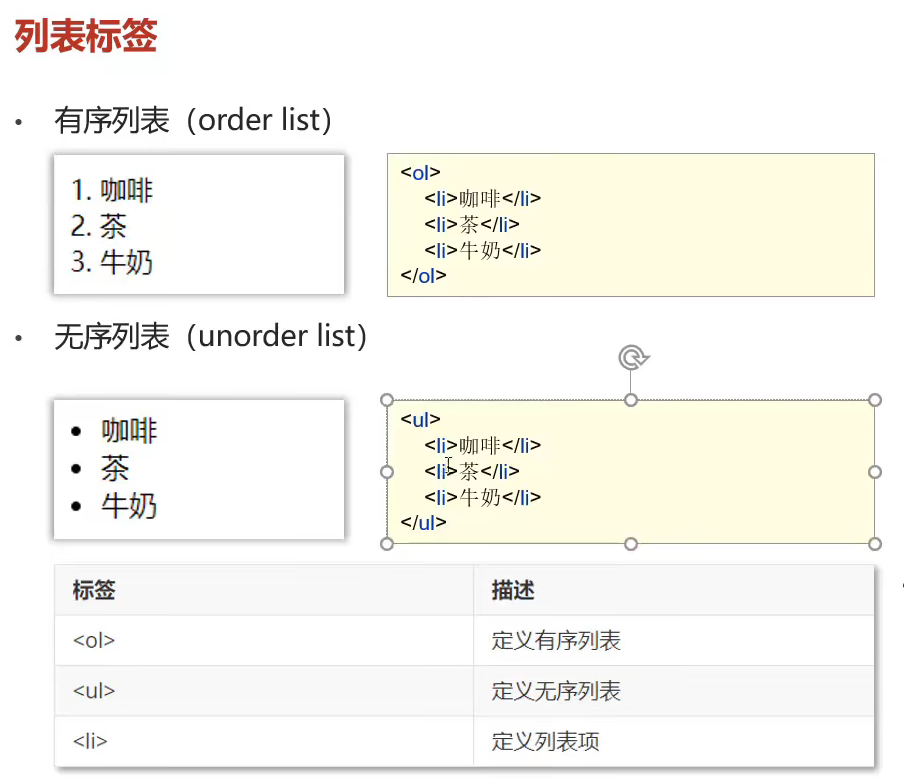 列表标签
• 有序列表（order list）
1. 咖啡
2. 茶
3. 牛奶
<ol>
<li>咖啡</li>
<li>茶</li>
<li>牛奶</li>
</ol>
• 无序列表（unorder list）
• 咖啡
• 茶
• 牛奶
<ul>
<li>咖啡</li>
<li>茶</li>
<li>牛奶</li>
</ul>
标签 描述
<ol> 定义有序列表
<ul> 定义无序列表
<li> 定义列表项